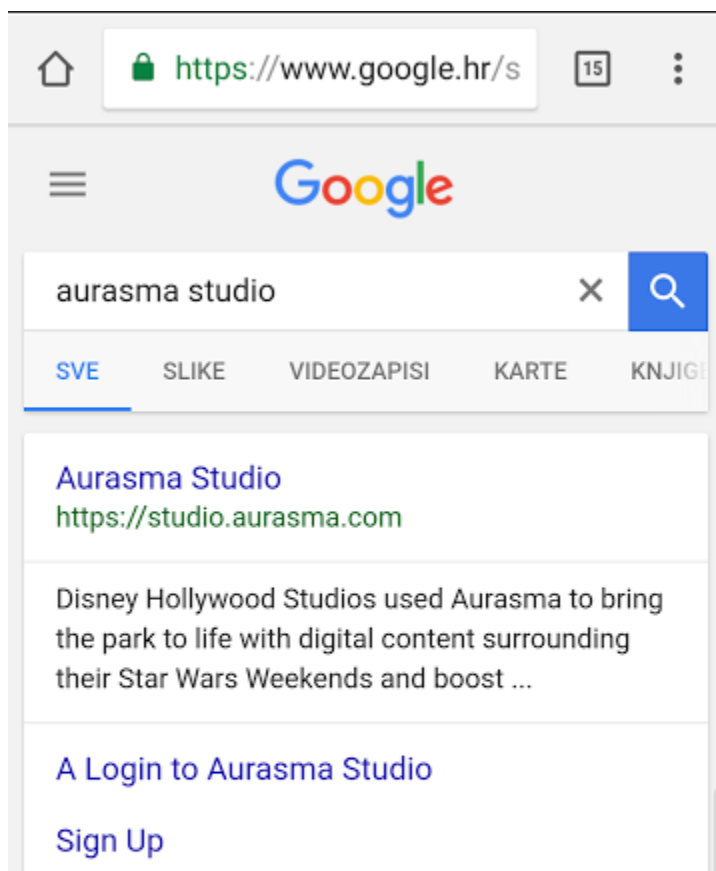 https://www.google.hr/s
15
Google
aurasma studio
SVE SLIKE VIDEOZAPISI KARTE KNJIGE
Aurasma Studio
https://studio.aurasma.com
Disney Hollywood Studios used Aurasma to bring
the park to life with digital content surrounding
their Star Wars Weekends and boost ...
A Login to Aurasma Studio
Sign Up